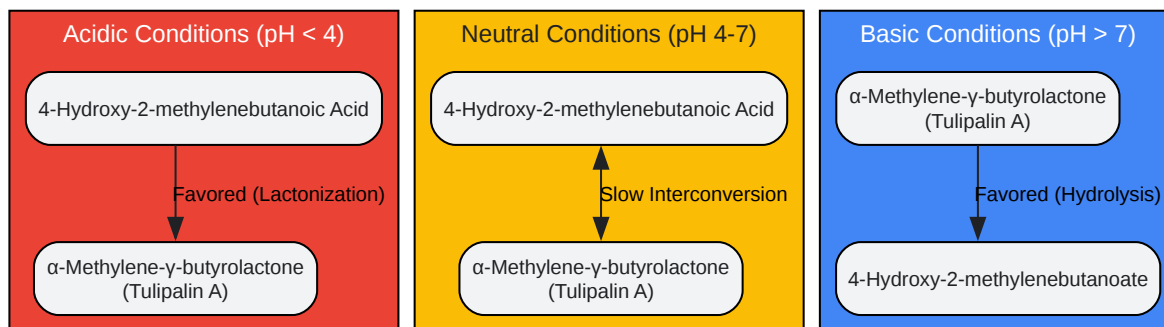 Acidic Conditions (pH < 4)
4-Hydroxy-2-methylenebutanoic Acid
Favored (Lactonization)
α-Methylene-γ-butyrolactone
(Tulipalin A)
Neutral Conditions (pH 4-7)
4-Hydroxy-2-methylenebutanoic Acid
Slow Interconversion
α-Methylene-γ-butyrolactone
(Tulipalin A)
Basic Conditions (pH > 7)
α-Methylene-γ-butyrolactone
(Tulipalin A)
Favored (Hydrolysis)
4-Hydroxy-2-methylenebutanoate